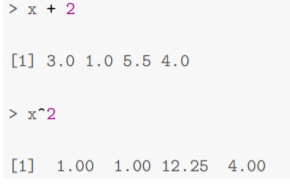 > x + 2
[1] 3.0 1.0 5.5 4.0
> x^2
[1]  1.00  1.00 12.25  4.00